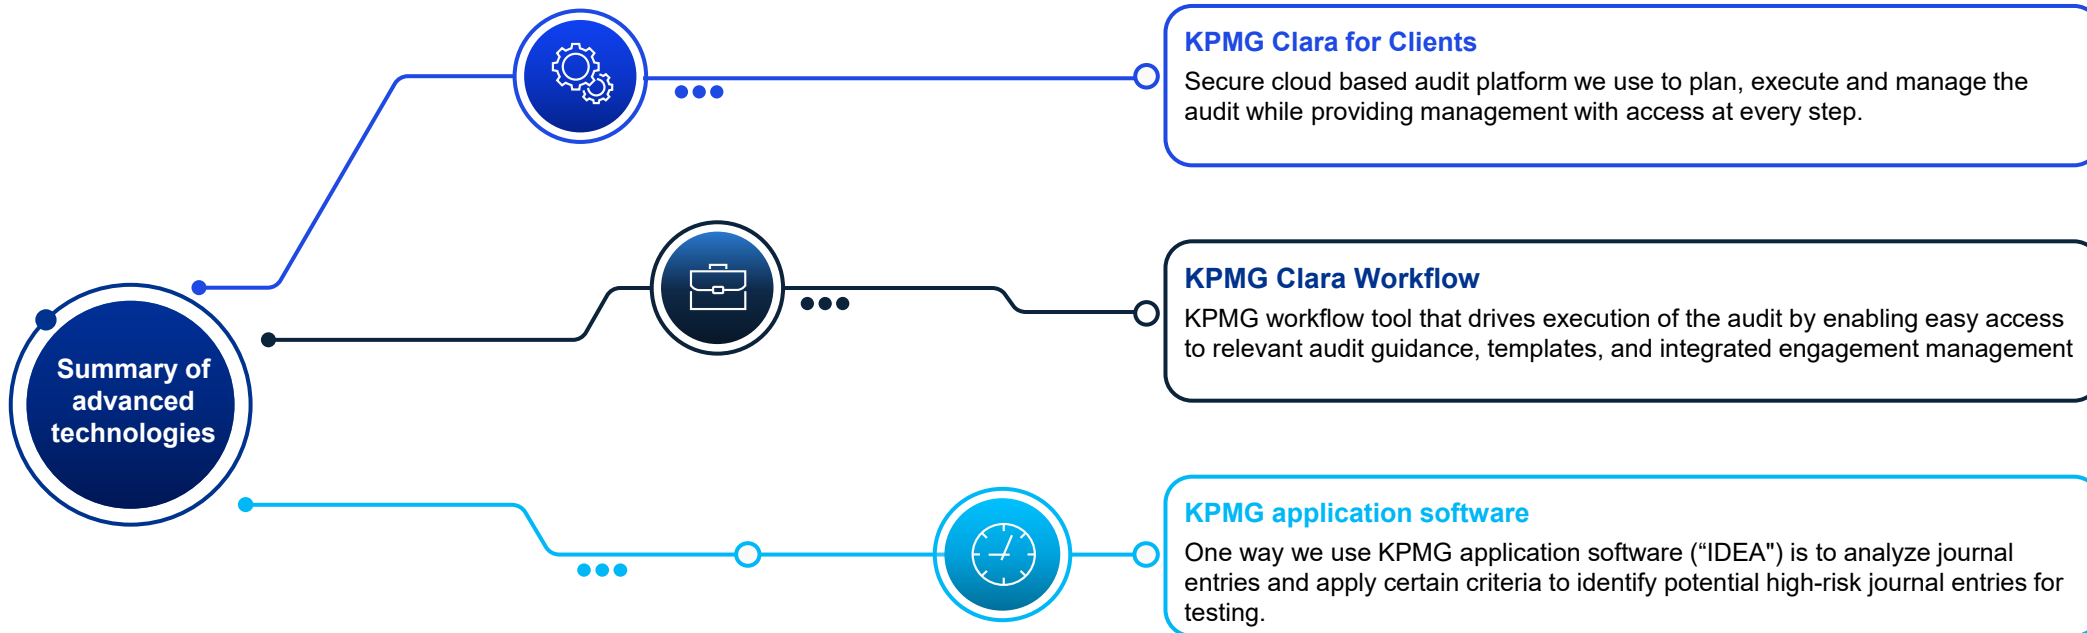 KPMG Clara for Clients
Secure cloud based audit platform we use to plan, execute and manage the
audit while providing management with access at every step.
KPMG Clara Workflow
KPMG workflow tool that drives execution of the audit by enabling easy access
to relevant audit guidance, templates, and integrated engagement management
Summary of
advanced
technologies
KPMG application software
One way we use KPMG application software (“IDEA") is to analyze journal
entries and apply certain criteria to identify potential high-risk journal entries for
testing.